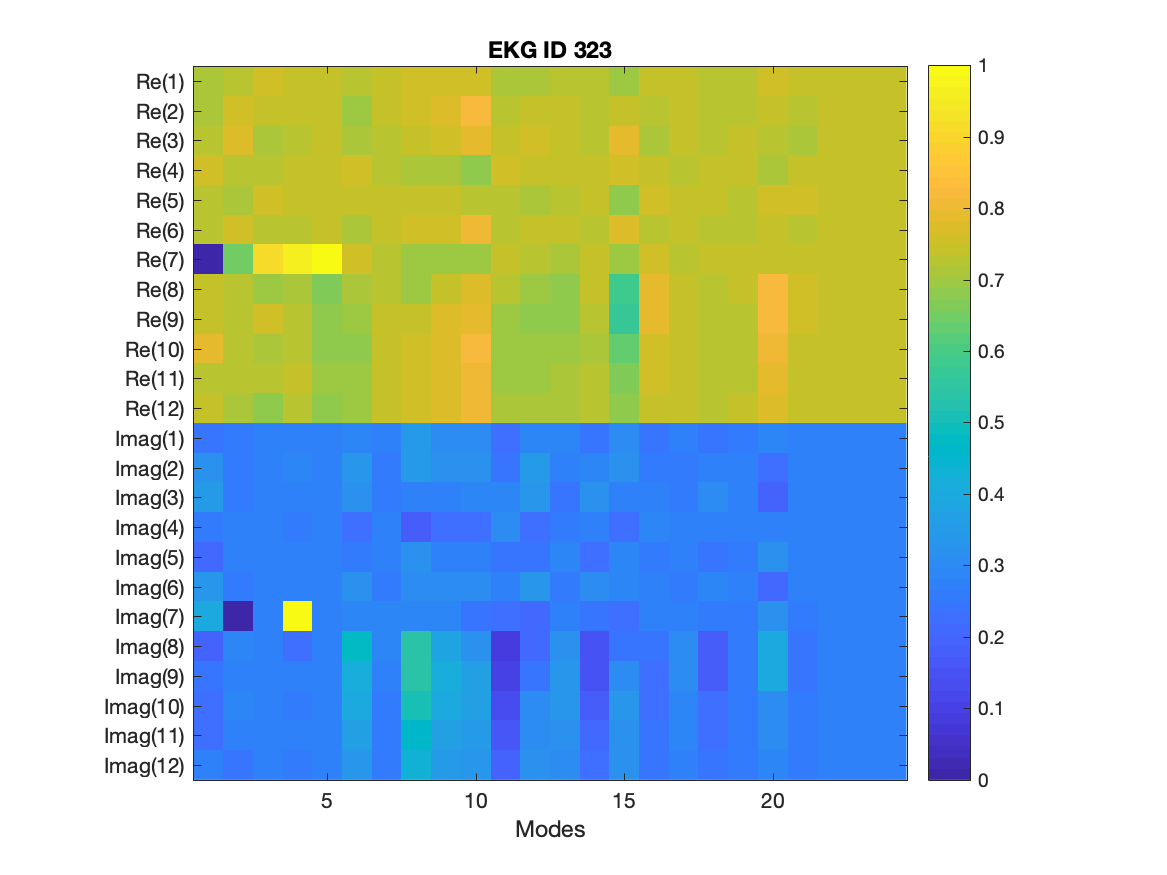 EKG ID 323
Re(1)
Re(2)
Re(3)
Re(4)
Re(5)
Re(6)
Re(7)
Re(8)
Re(9)
Re(10)
Re(11)
Re(12)
Imag(1)
Imag(2)
Imag(3)
Imag(4)
Imag(5)
Imag(6)
Imag(7)
Imag(8)
Imag(9)
Imag(10)
Imag(11)
Imag(12)
5 10 15 20
Modes
1
0.9
0.8
0.7
0.6
0.5
0.4
0.3
0.2
0.1
0